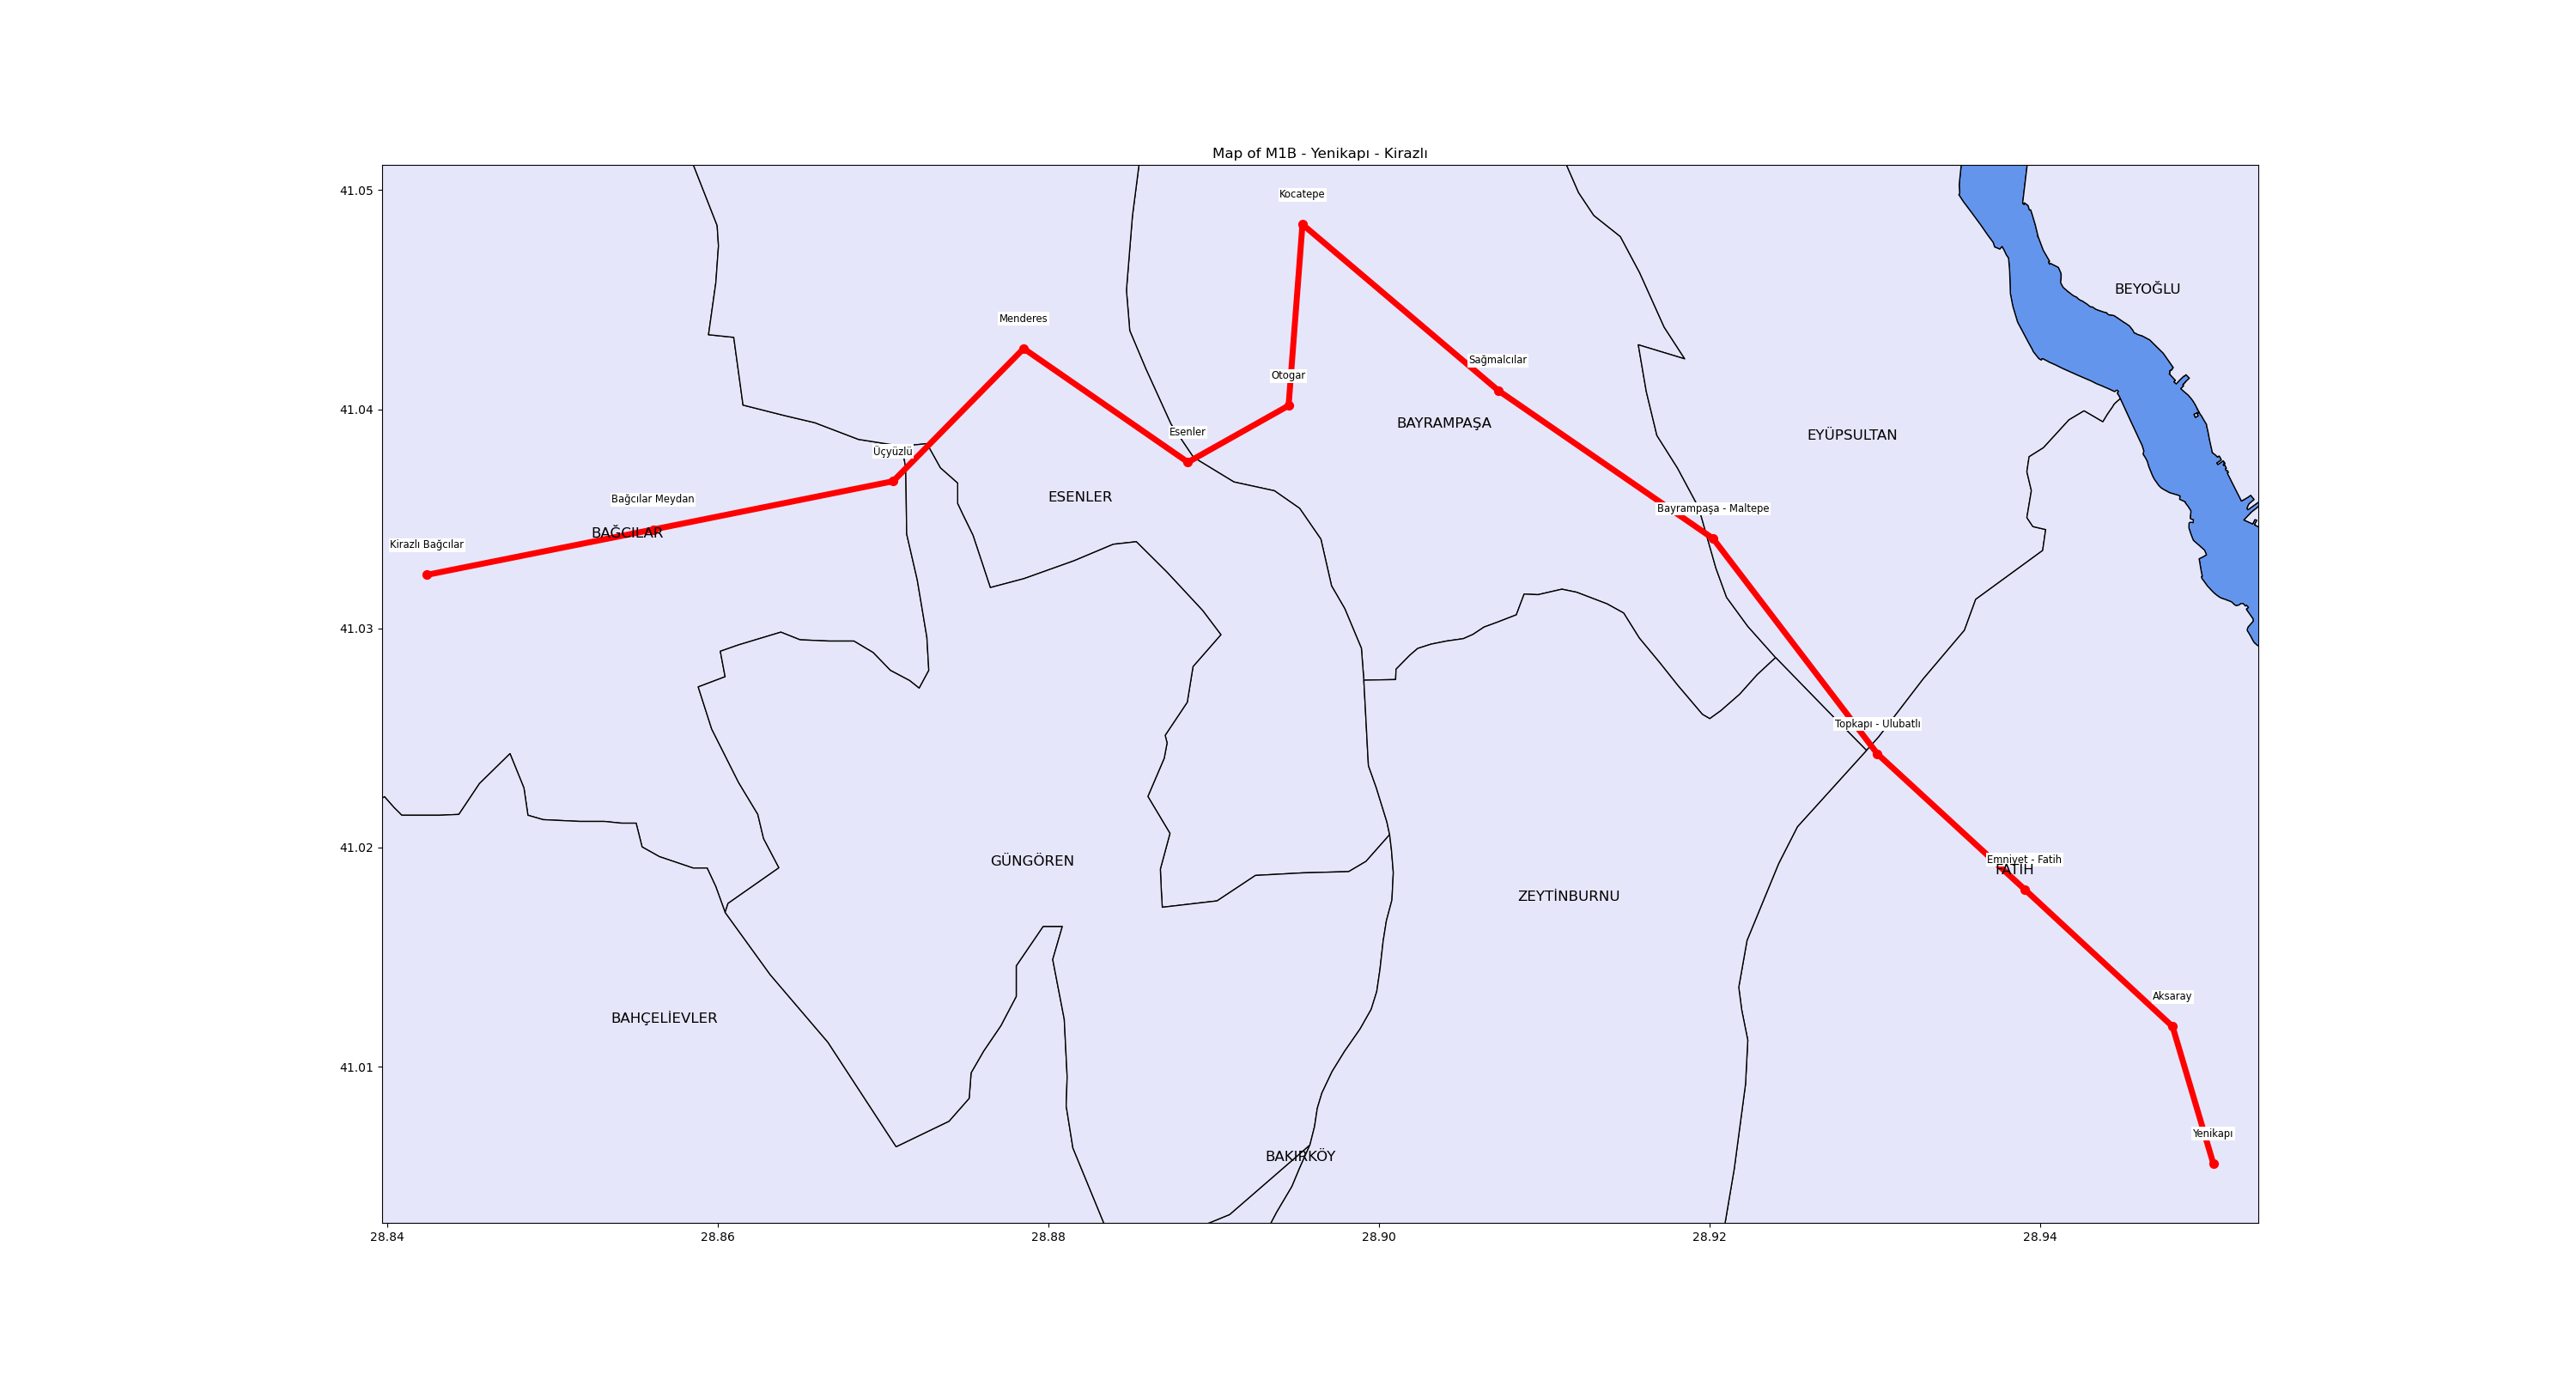 Map of M1B - Yenikapı - Kirazlı
41.05
Kocatepe
BEYOĞLU
Menderes
Sağmalcılar
Otogar
41.04
BAYRAMPAŞA
Esenler
EYÜPSULTAN
Üçyüzlü
Bağcılar Meydan
ESENLER
Bayrampaşa - Maltepe
BAĞCILAR
Kirazlı Bağcılar
41.03
Topkapı - Ulubatlı
41.02
Emniyet - Fatih
GÜNGÖREN
FATİH
ZEYTİNBURNU
Aksaray
BAHÇELİEVLER
41.01
Yenikapı
BAKIRKÖY
28.84
28.86
28.88
28.90
28.92
28.94